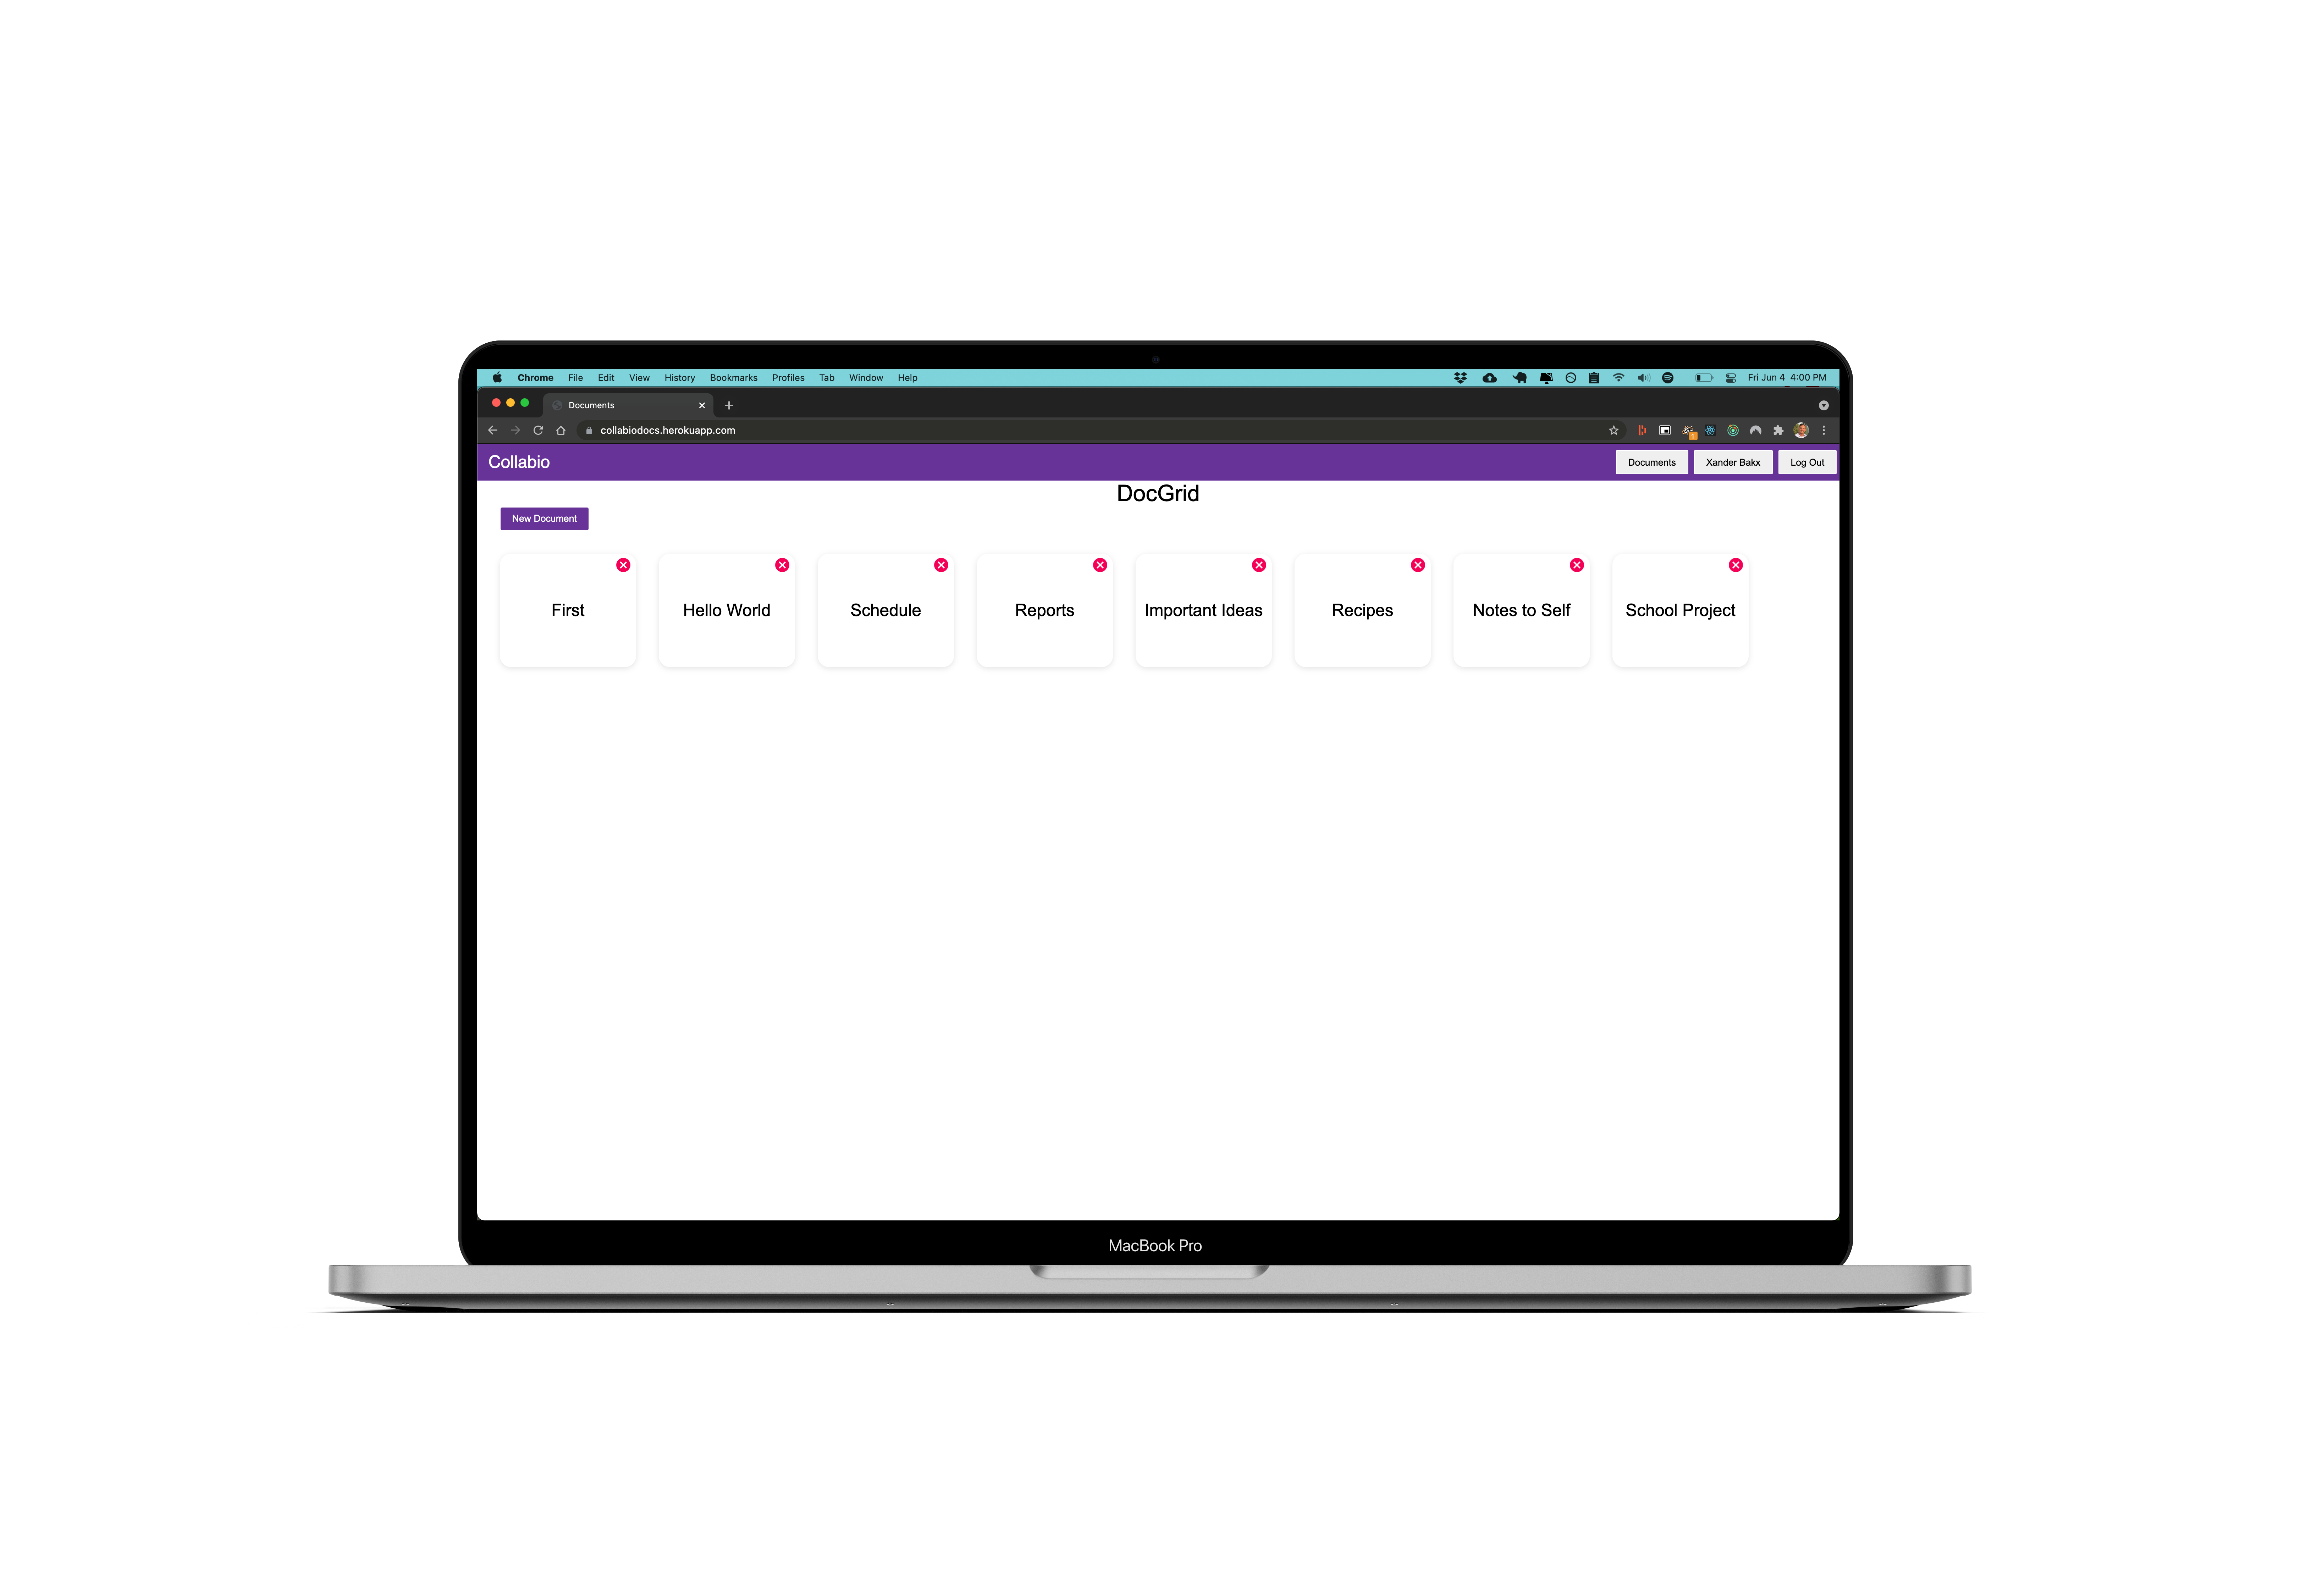 Chrome File Edit View History Bookmarks Profiles Tab Window Help Fri Jun 4 4:00 PM
Documents
collabiodocs.herokuapp.com
1
Collabio Documents Xander Bakx Log Out
DocGrid
New Document
First Hello World Schedule Reports Important Ideas Recipes Notes to Self School Project
MacBook Pro